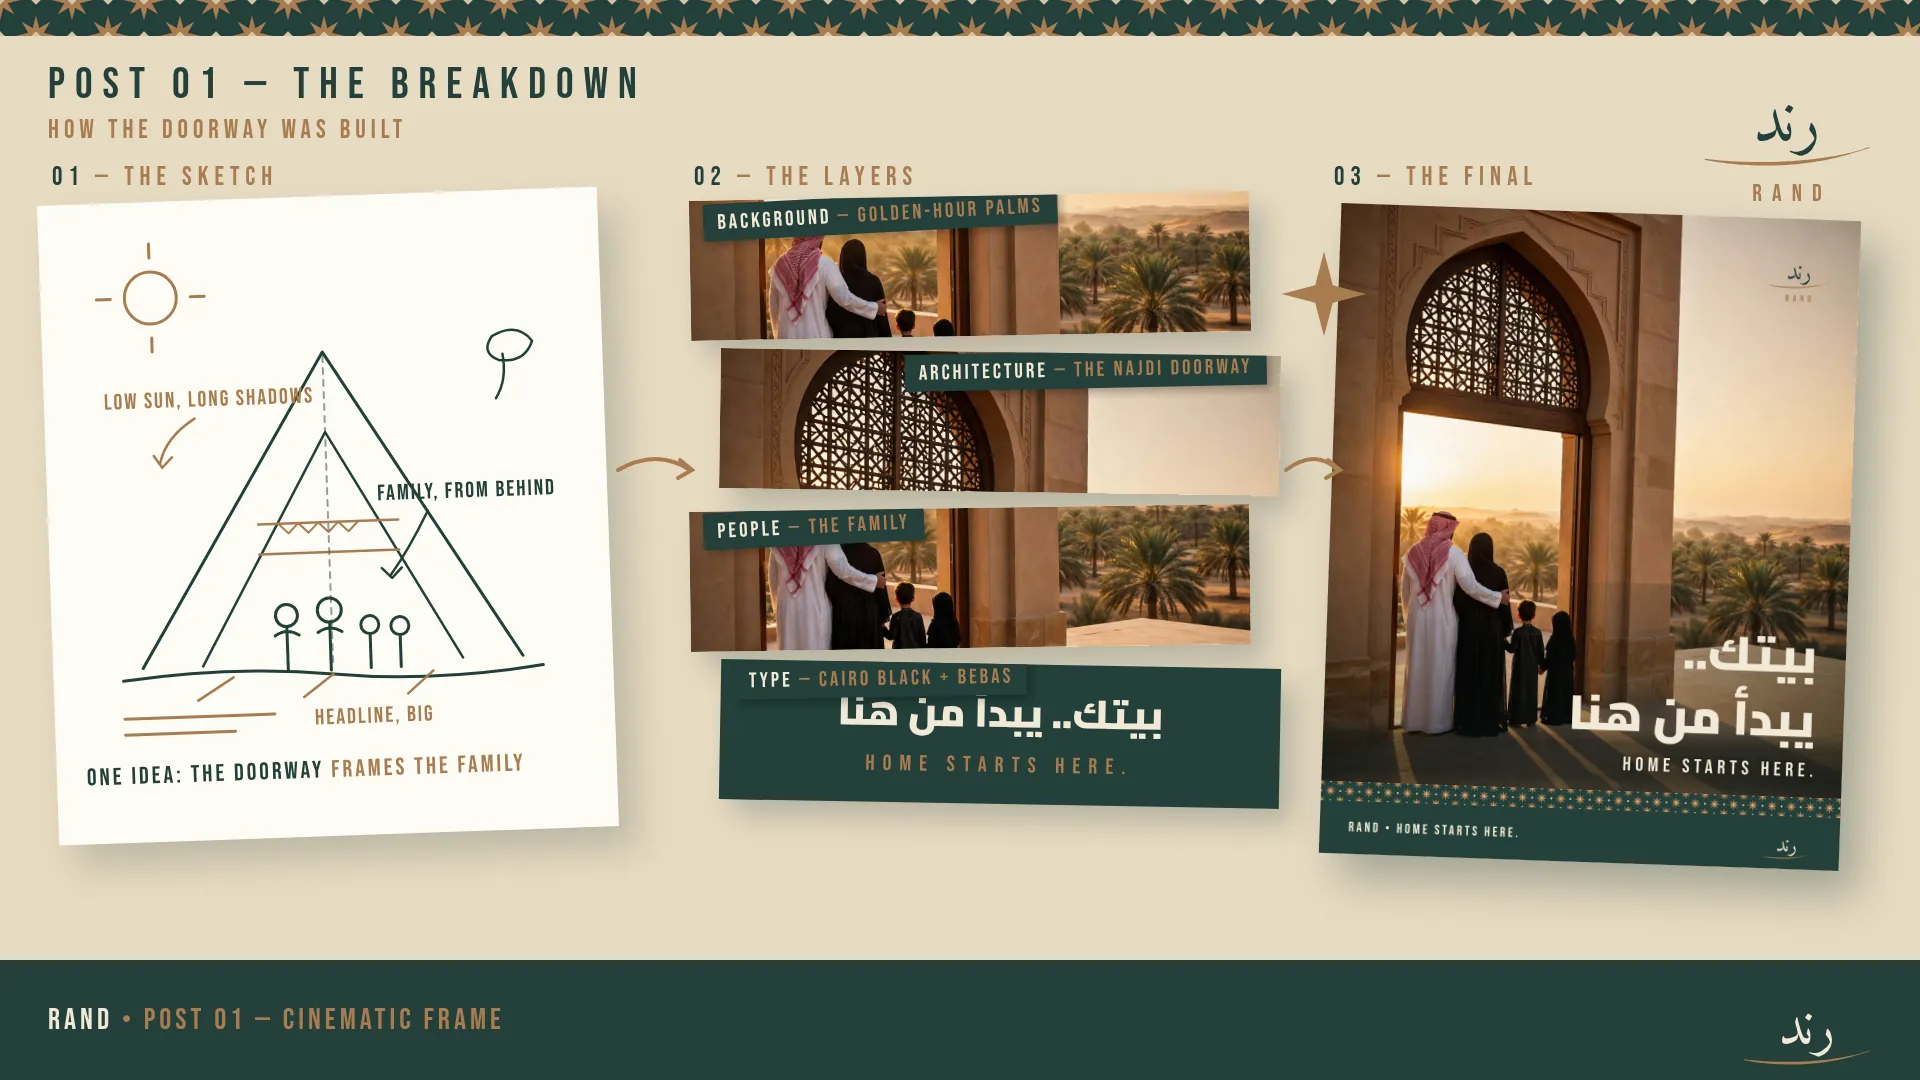 POST 01 — THE BREAKDOWN
HOW THE DOORWAY WAS BUILT
رند
RAND
01 — THE SKETCH
LOW SUN, LONG SHADOWS
FAMILY, FROM BEHIND
HEADLINE, BIG
ONE IDEA: THE DOORWAY FRAMES THE FAMILY
02 — THE LAYERS
BACKGROUND — GOLDEN-HOUR PALMS
ARCHITECTURE — THE NAJDI DOORWAY
PEOPLE — THE FAMILY
TYPE — CAIRO BLACK + BEBAS
بيتك.. يبدأ من هنا
HOME STARTS HERE.
03 — THE FINAL
رند
RAND
بيتك..
يبدأ من هنا
HOME STARTS HERE.
RAND • HOME STARTS HERE.
رند
RAND • POST 01 — CINEMATIC FRAME
رند